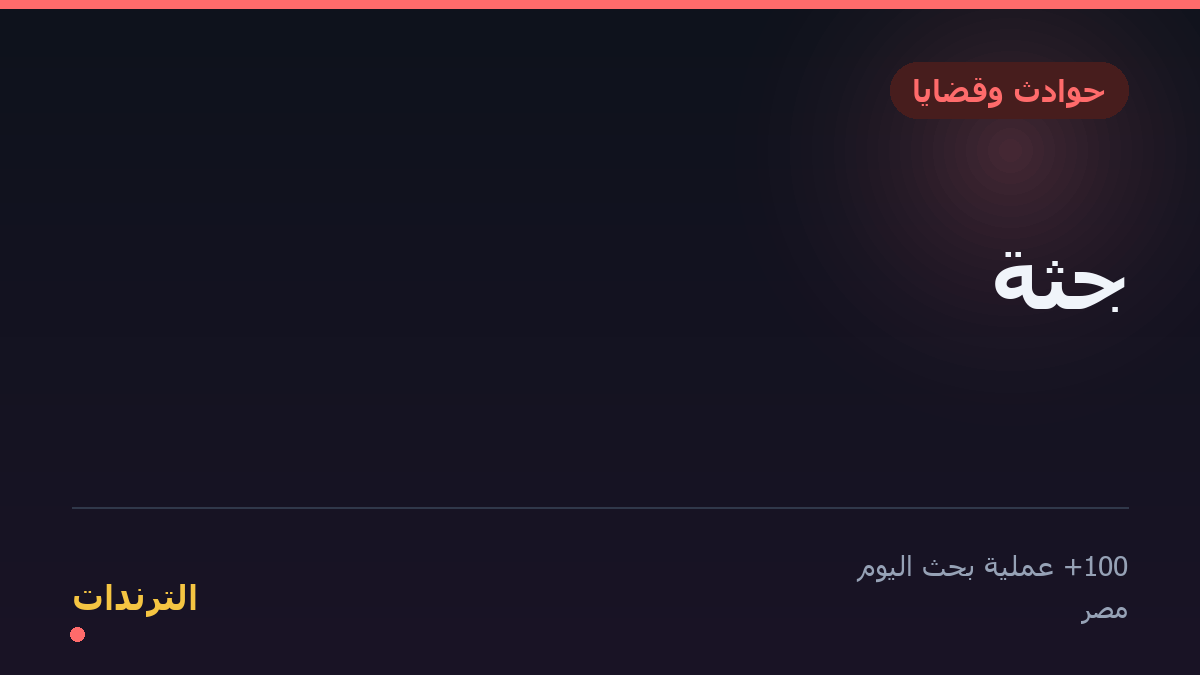 حوادث وقضايا
جثة
100+ عملية بحث اليوم
مصر
الترندات